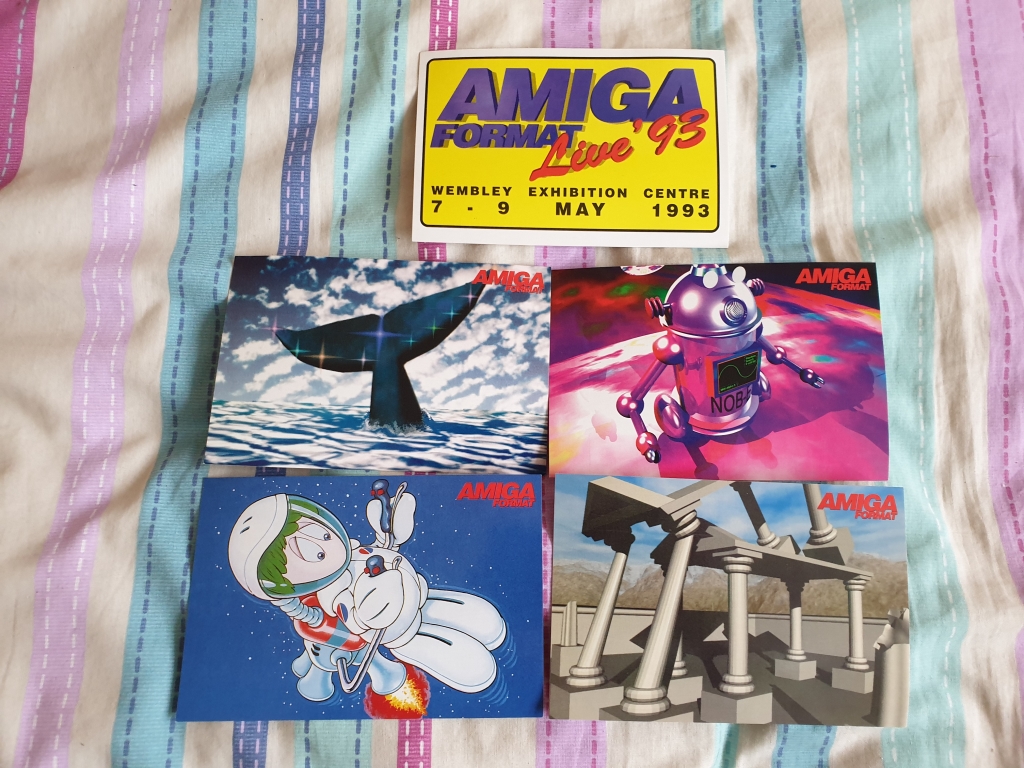 AMIGA
FORMAT
Live '93
WEMBLEY EXHIBITION CENTRE
7 - 9 MAY 1993
AMIGA
FORMAT
AMIGA
FORMAT
AMIGA
FORMAT
AMIGA
FORMAT